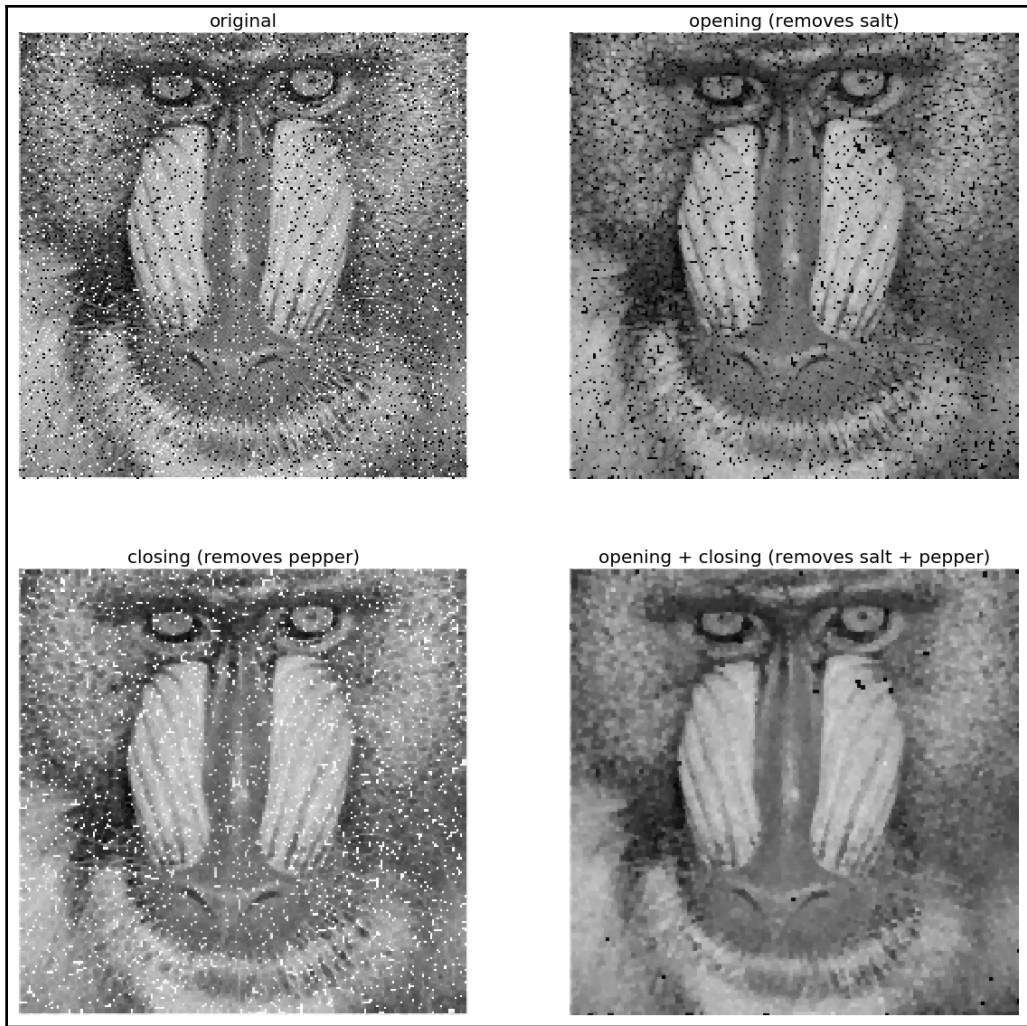 original
opening (removes salt)
closing (removes pepper)
opening + closing (removes salt + pepper)